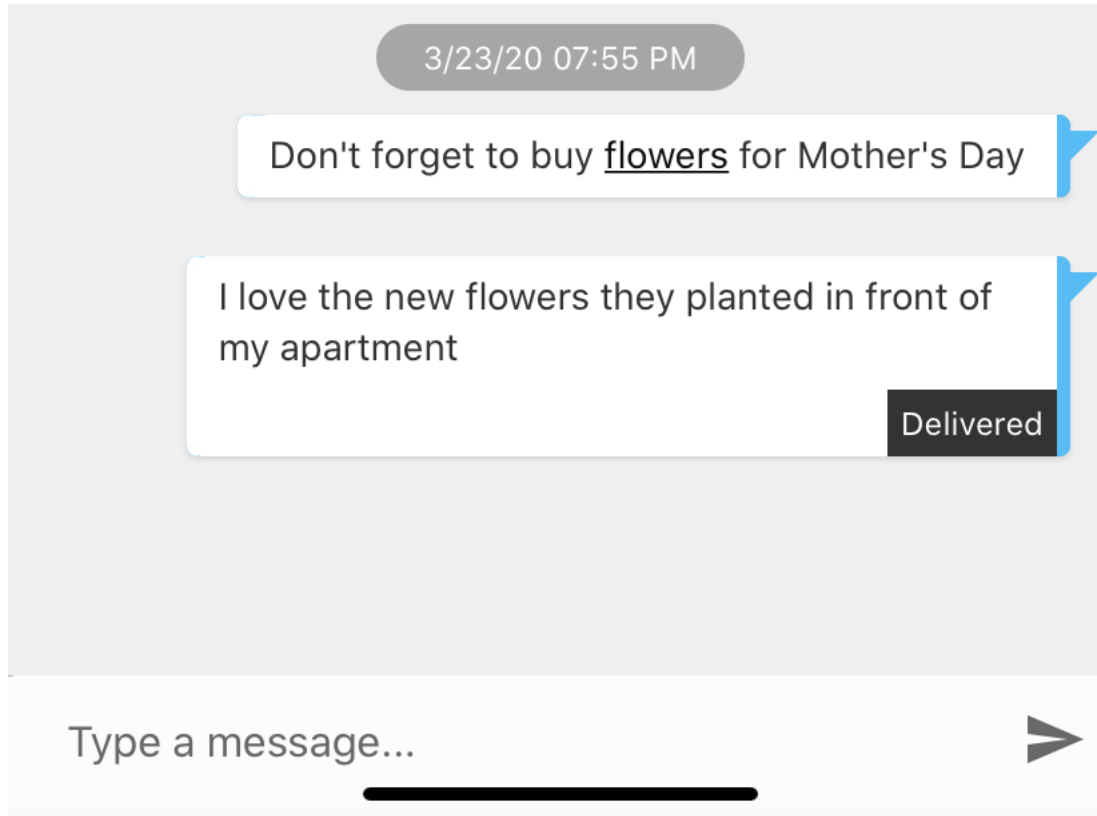 3/23/20 07:55 PM
Don't forget to buy flowers for Mother's Day
I love the new flowers they planted in front of
my apartment
Delivered
Type a message...